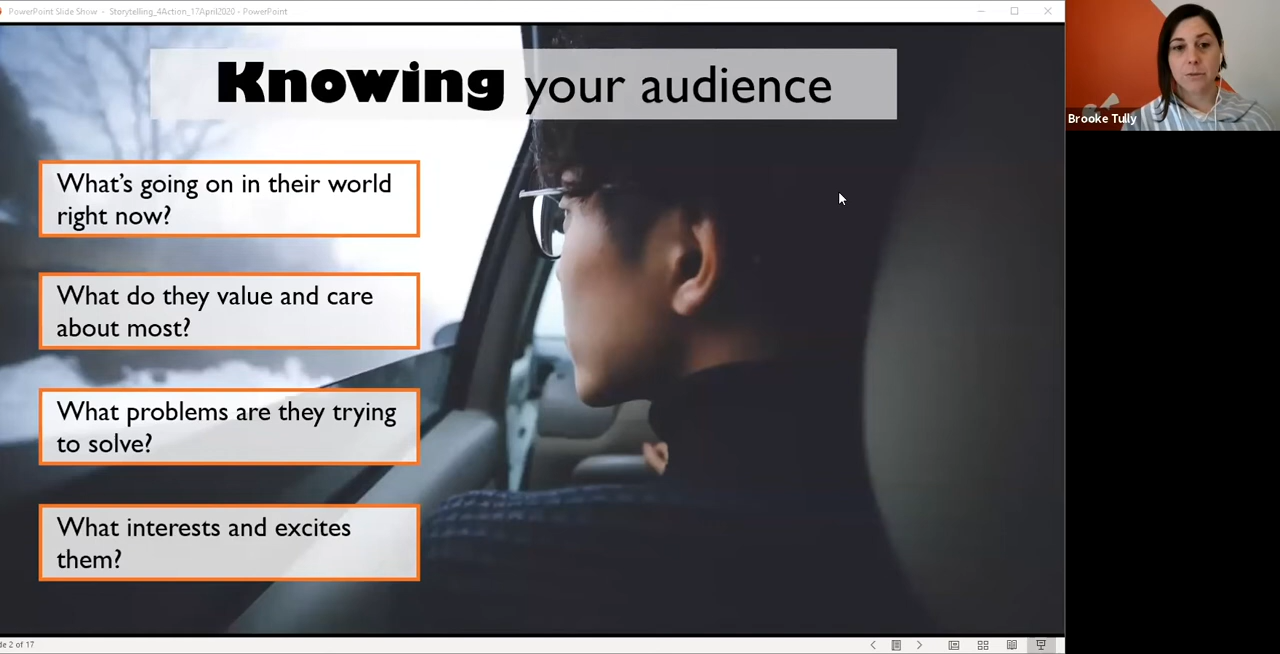 PowerPoint Slide Show - Storytelling_4Action_17April2020 - PowerPoint
Knowing your audience
Brooke Tully
What's going on in their world
right now?
What do they value and care
about most?
What problems are they trying
to solve?
What interests and excites
them?
de 2 of 17